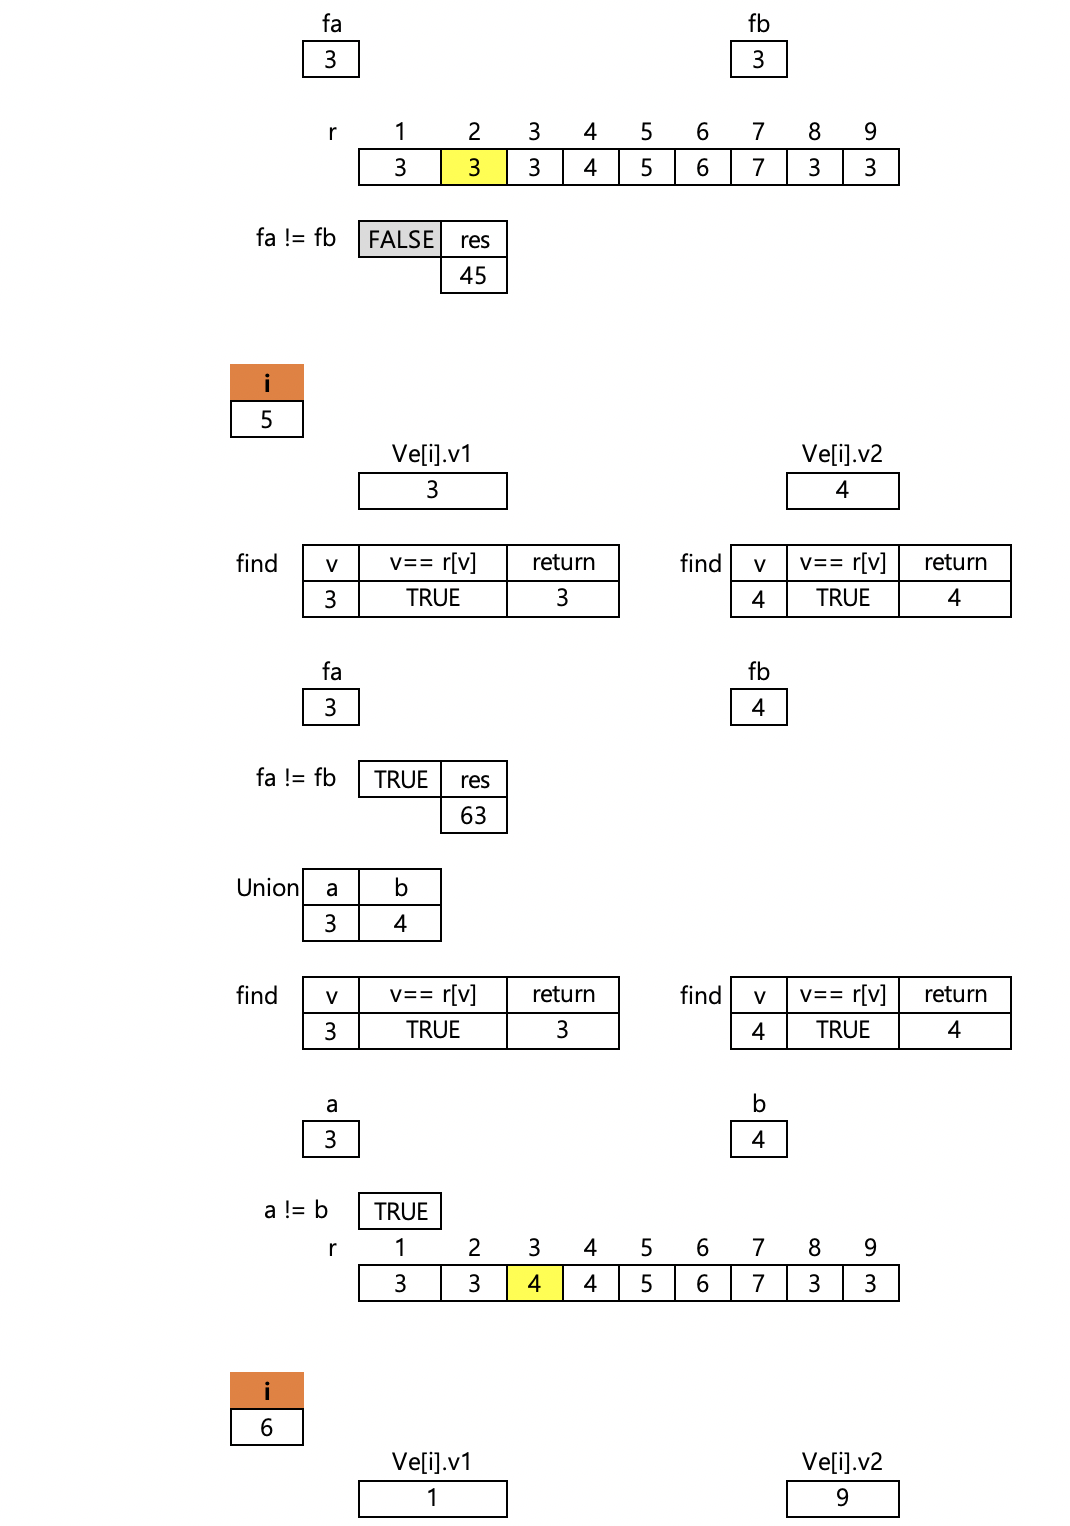 fa fb
3 3
r 1 2 3 4 5 6 7 8 9
3 3 3 4 5 6 7 3 3
fa != fb FALSE res
45
i
5
Ve[i].v1 Ve[i].v2
3 4
find v v== r[v] return find v v== r[v] return
3 TRUE 3 4 TRUE 4
fa fb
3 4
fa != fb TRUE res
63
Union a b
3 4
find v v== r[v] return find v v== r[v] return
3 TRUE 3 4 TRUE 4
a b
3 4
a != b TRUE
r 1 2 3 4 5 6 7 8 9
3 3 4 4 5 6 7 3 3
i
6
Ve[i].v1 Ve[i].v2
1 9